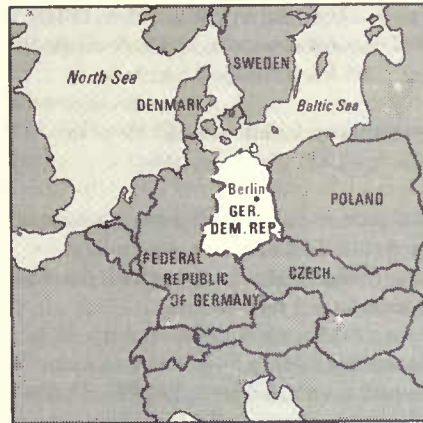 North Sea
SWEDEN
DENMARK
Baltic Sea
Berlin
GER.
DEM. REP.
POLAND
FEDERAL
REPUBLIC
OF GERMANY
CZECH.